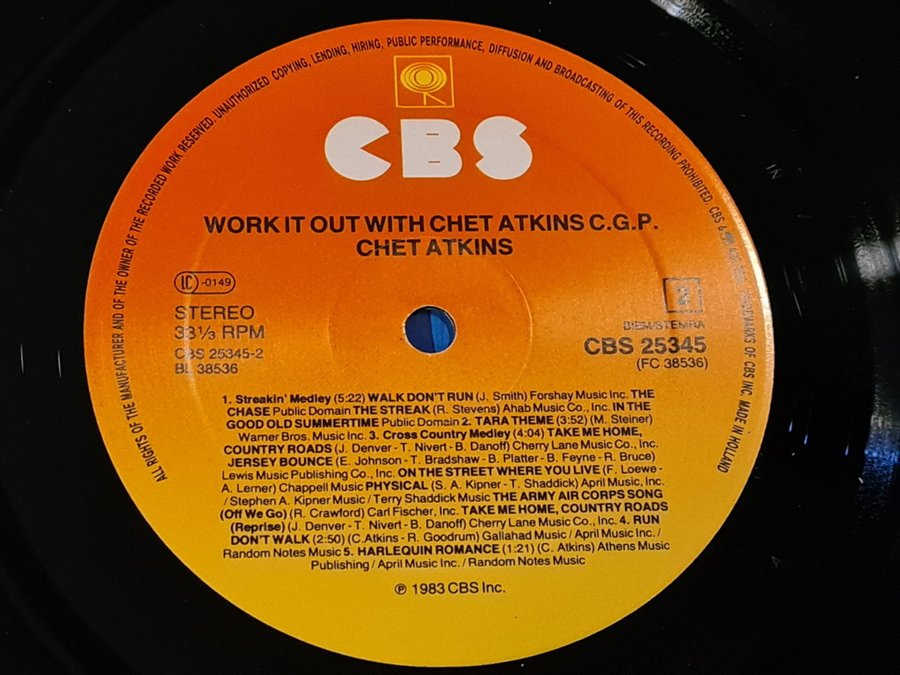 ALL RIGHTS OF THE MANUFACTURER AND OF THE OWNER OF THE RECORDED WORK RESERVED. UNAUTHORIZED COPYING, LENDING, HIRING, PUBLIC PERFORMANCE, DIFFUSION AND BROADCASTING OF THIS RECORDING PROHIBITED. CBS & TRADEMARKS OF CBS INC. MADE IN HOLLAND
CBS
WORK IT OUT WITH CHET ATKINS C.G.P.
CHET ATKINS
LC -0149
STEREO
33⅓ RPM
CBS 25345-2
BL 38536
2
BIEM/STEMRA
CBS 25345
(FC 38536)
1. Streakin' Medley (5:22) WALK DON'T RUN (J. Smith) Forshay Music Inc. THE
CHASE Public Domain THE STREAK (R. Stevens) Ahab Music Co., Inc. IN THE
GOOD OLD SUMMERTIME Public Domain 2. TARA THEME (3:52) (M. Steiner)
Warner Bros. Music Inc. 3. Cross Country Medley (4:04) TAKE ME HOME,
COUNTRY ROADS (J. Denver - T. Nivert - B. Danoff) Cherry Lane Music Co., Inc.
JERSEY BOUNCE (E. Johnson - T. Bradshaw - B. Platter - B. Feyne - R. Bruce)
Lewis Music Publishing Co., Inc. ON THE STREET WHERE YOU LIVE (F. Loewe -
A. Lerner) Chappell Music PHYSICAL (S. A. Kipner - T. Shaddick) April Music, Inc.
/ Stephen A. Kipner Music / Terry Shaddick Music THE ARMY AIR CORPS SONG
(Off We Go) (R. Crawford) Carl Fischer, Inc. TAKE ME HOME, COUNTRY ROADS
(Reprise) (J. Denver - T. Nivert - B. Danoff) Cherry Lane Music Co., Inc. 4. RUN
DON'T WALK (2:50) (C.Atkins - R. Goodrum) Gallahad Music / April Music Inc. /
Random Notes Music 5. HARLEQUIN ROMANCE (1:21) (C. Atkins) Athens Music
Publishing / April Music Inc. / Random Notes Music
℗ 1983 CBS Inc.